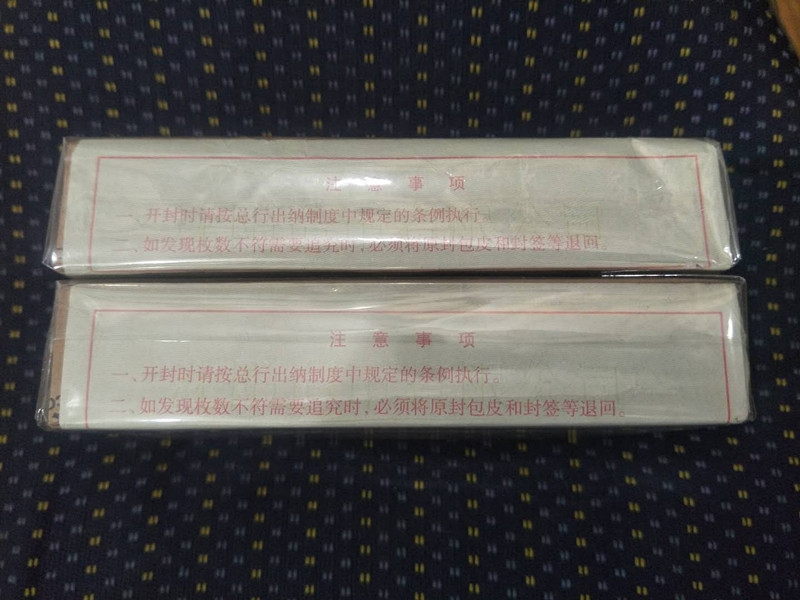 注意事项
一、开封时请按总行出纳制度中规定的条例执行。
二、如发现枚数不符需要追究时，必须将原封包皮和封签等退回。
注意事项
一、开封时请按总行出纳制度中规定的条例执行。
二、如发现枚数不符需要追究时，必须将原封包皮和封签等退回。